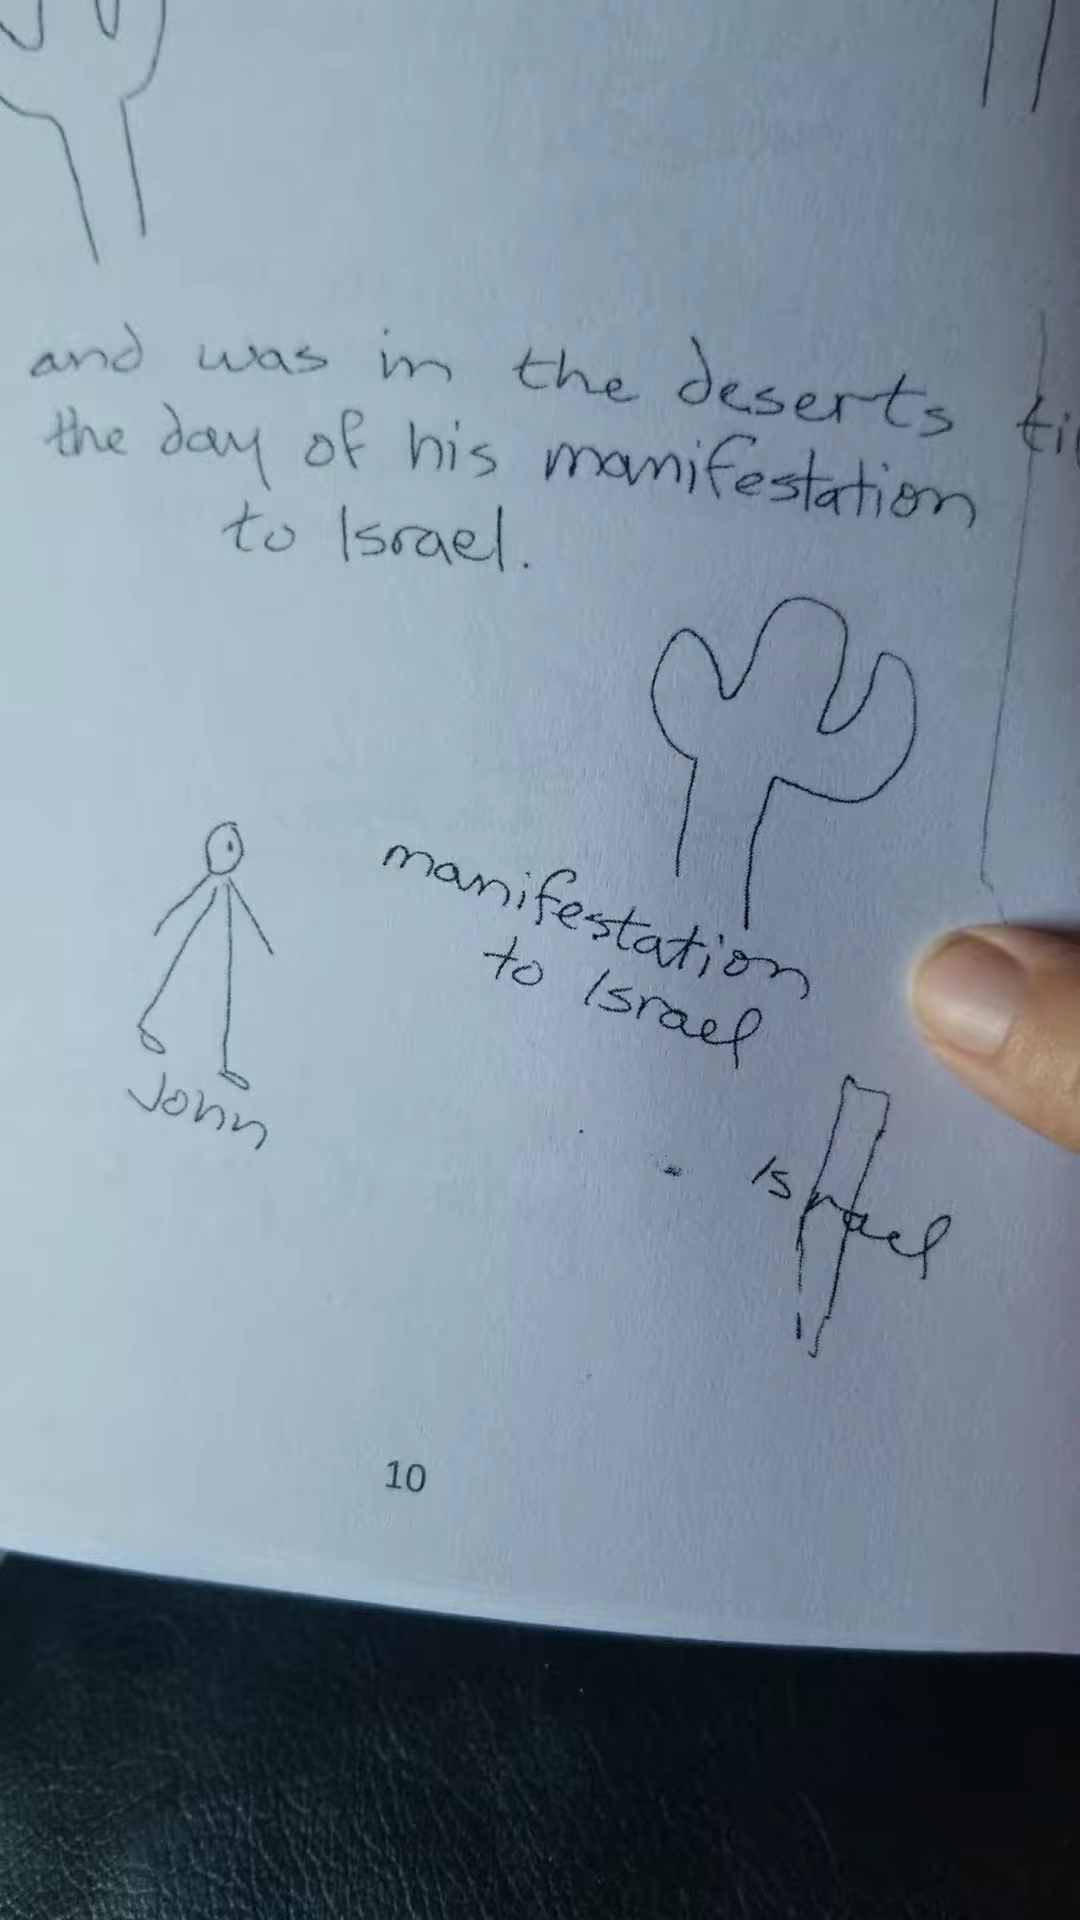 and was in the deserts
the day of his manifestation
to Israel.
manifestation
to Israel
John
Israel
10